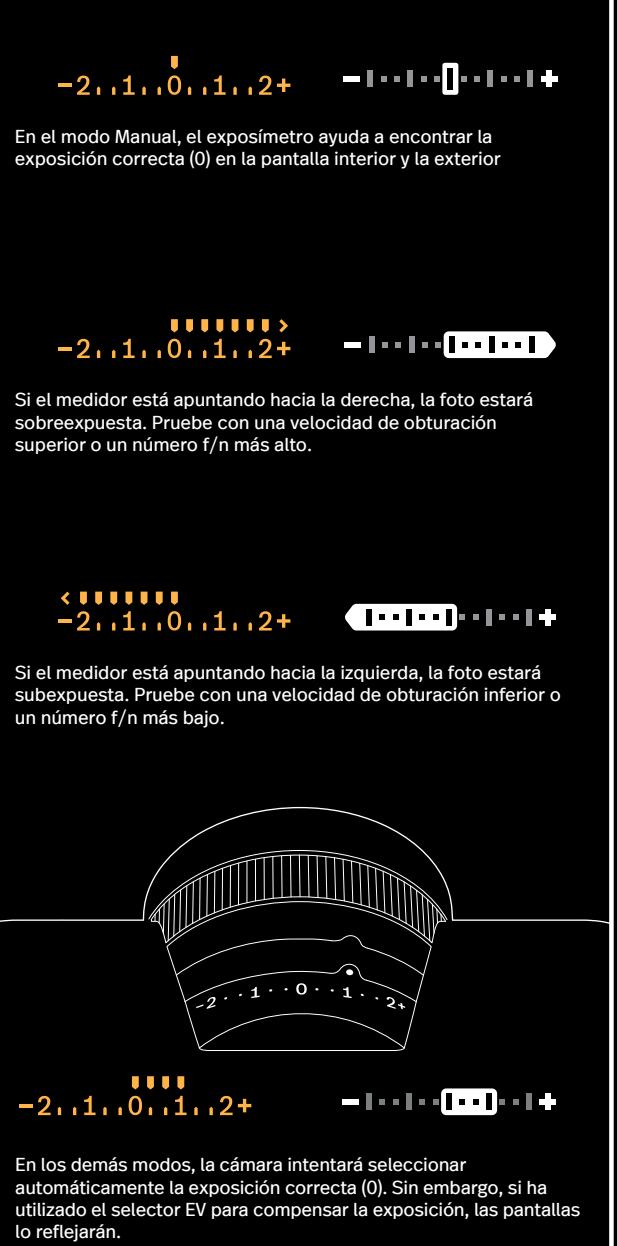 -2..1..0..1..2+
En el modo Manual, el exposímetro ayuda a encontrar la
exposición correcta (0) en la pantalla interior y la exterior
-2..1..0..1..2+
Si el medidor está apuntando hacia la derecha, la foto estará
sobreexpuesta. Pruebe con una velocidad de obturación
superior o un número f/n más alto.
-2..1..0..1..2+
Si el medidor está apuntando hacia la izquierda, la foto estará
subexpuesta. Pruebe con una velocidad de obturación inferior o
un número f/n más bajo.
-2··1··0··1··2+
-2..1..0..1..2+
En los demás modos, la cámara intentará seleccionar
automáticamente la exposición correcta (0). Sin embargo, si ha
utilizado el selector EV para compensar la exposición, las pantallas
lo reflejarán.